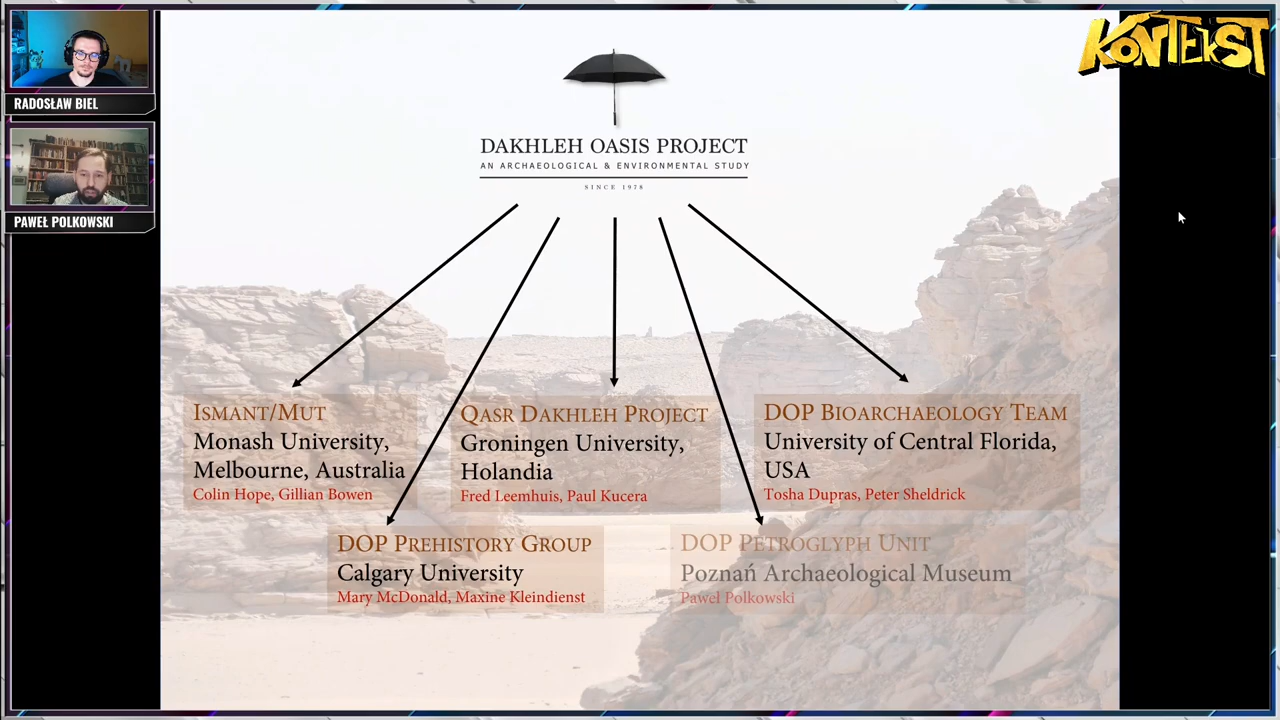 RADOSŁAW BIEL
PAWEŁ POLKOWSKI
KONTEKST
DAKHLEH OASIS PROJECT
AN ARCHAEOLOGICAL & ENVIRONMENTAL STUDY
SINCE 1978
ISMANT/MUT
Monash University,
Melbourne, Australia
Colin Hope, Gillian Bowen
QASR DAKHLEH PROJECT
Groningen University,
Holandia
Fred Leemhuis, Paul Kucera
DOP BIOARCHAEOLOGY TEAM
University of Central Florida,
USA
Tosha Dupras, Peter Sheldrick
DOP PREHISTORY GROUP
Calgary University
Mary McDonald, Maxine Kleindienst
DOP PETROGLYPH UNIT
Poznań Archaeological Museum
Paweł Polkowski